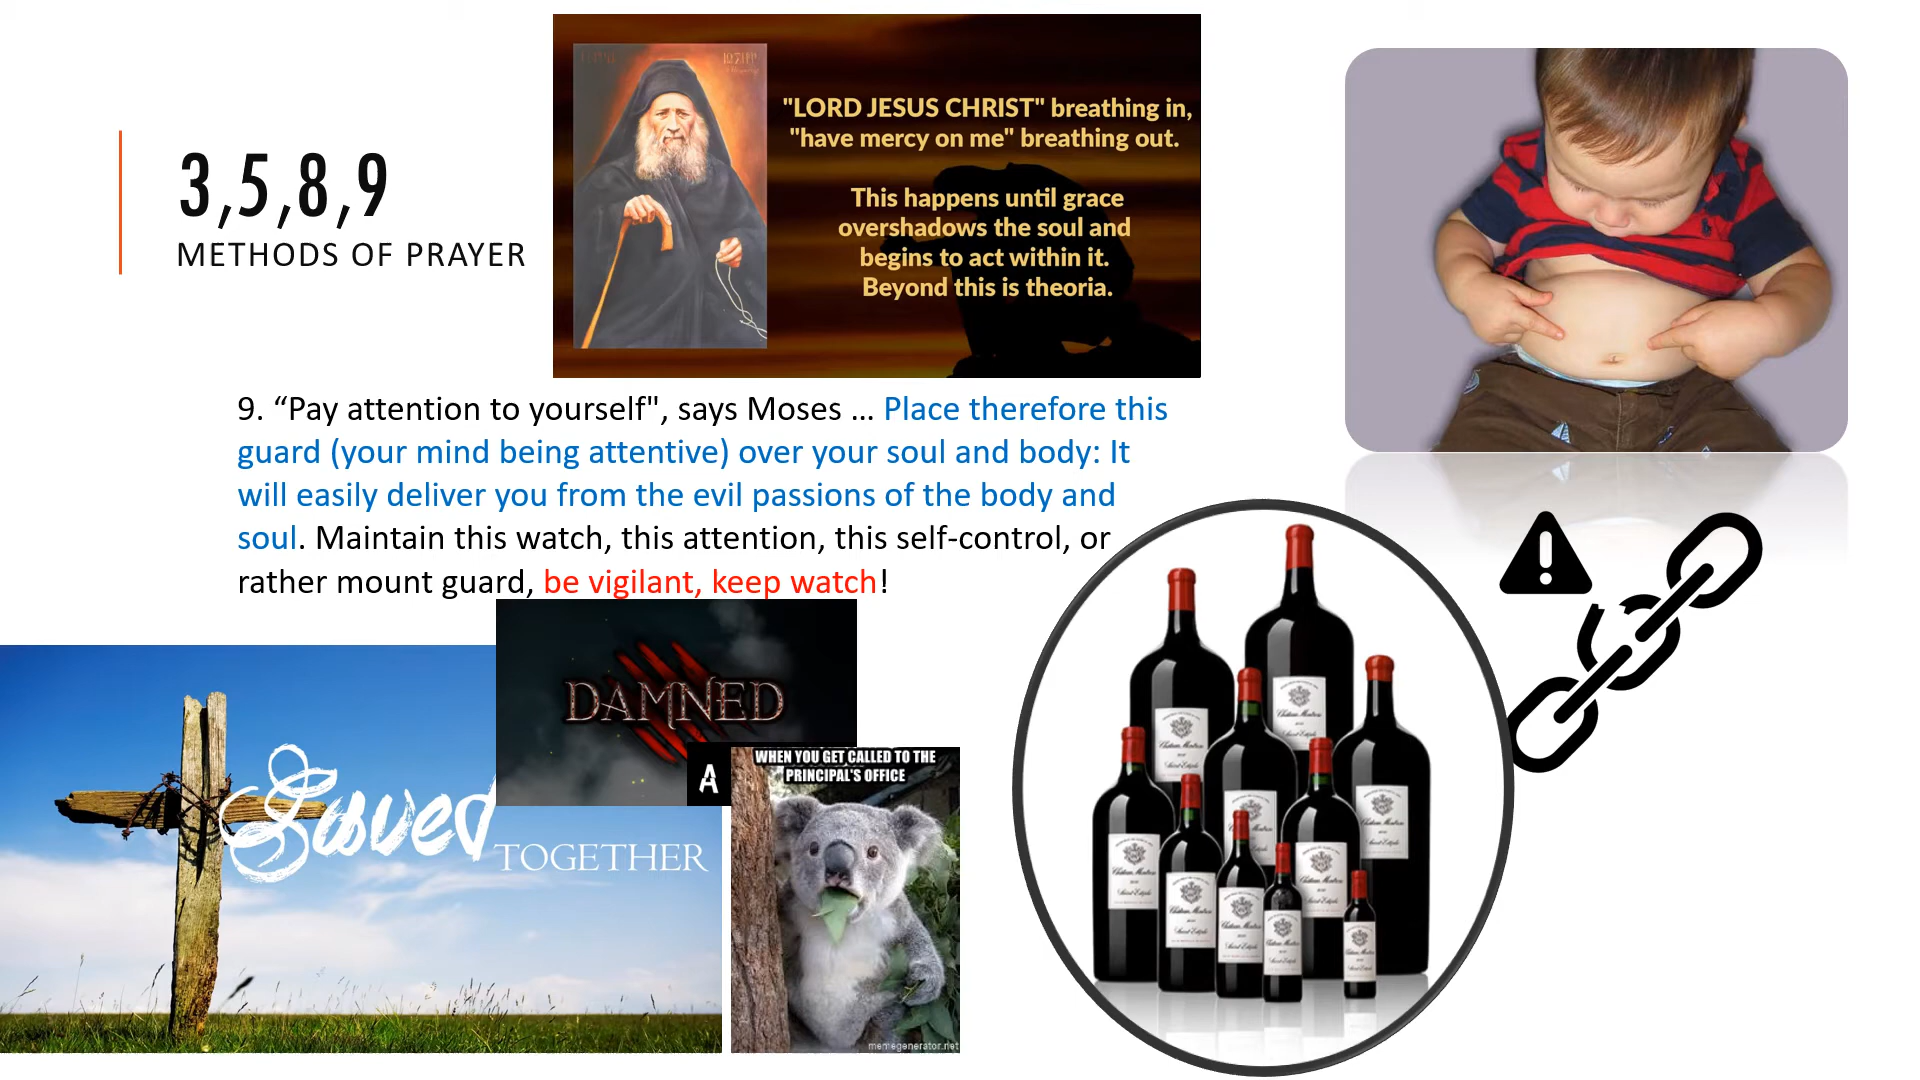 3,5,8,9
METHODS OF PRAYER
"LORD JESUS CHRIST" breathing in,
"have mercy on me" breathing out.
This happens until grace
overshadows the soul and
begins to act within it.
Beyond this is theoria.
9. “Pay attention to yourself", says Moses ... Place therefore this
guard (your mind being attentive) over your soul and body: It
will easily deliver you from the evil passions of the body and
soul. Maintain this watch, this attention, this self-control, or
rather mount guard, be vigilant, keep watch!
DAMNED
A
Saved
TOGETHER
WHEN YOU GET CALLED TO THE
PRINCIPAL'S OFFICE
memegenerator.net